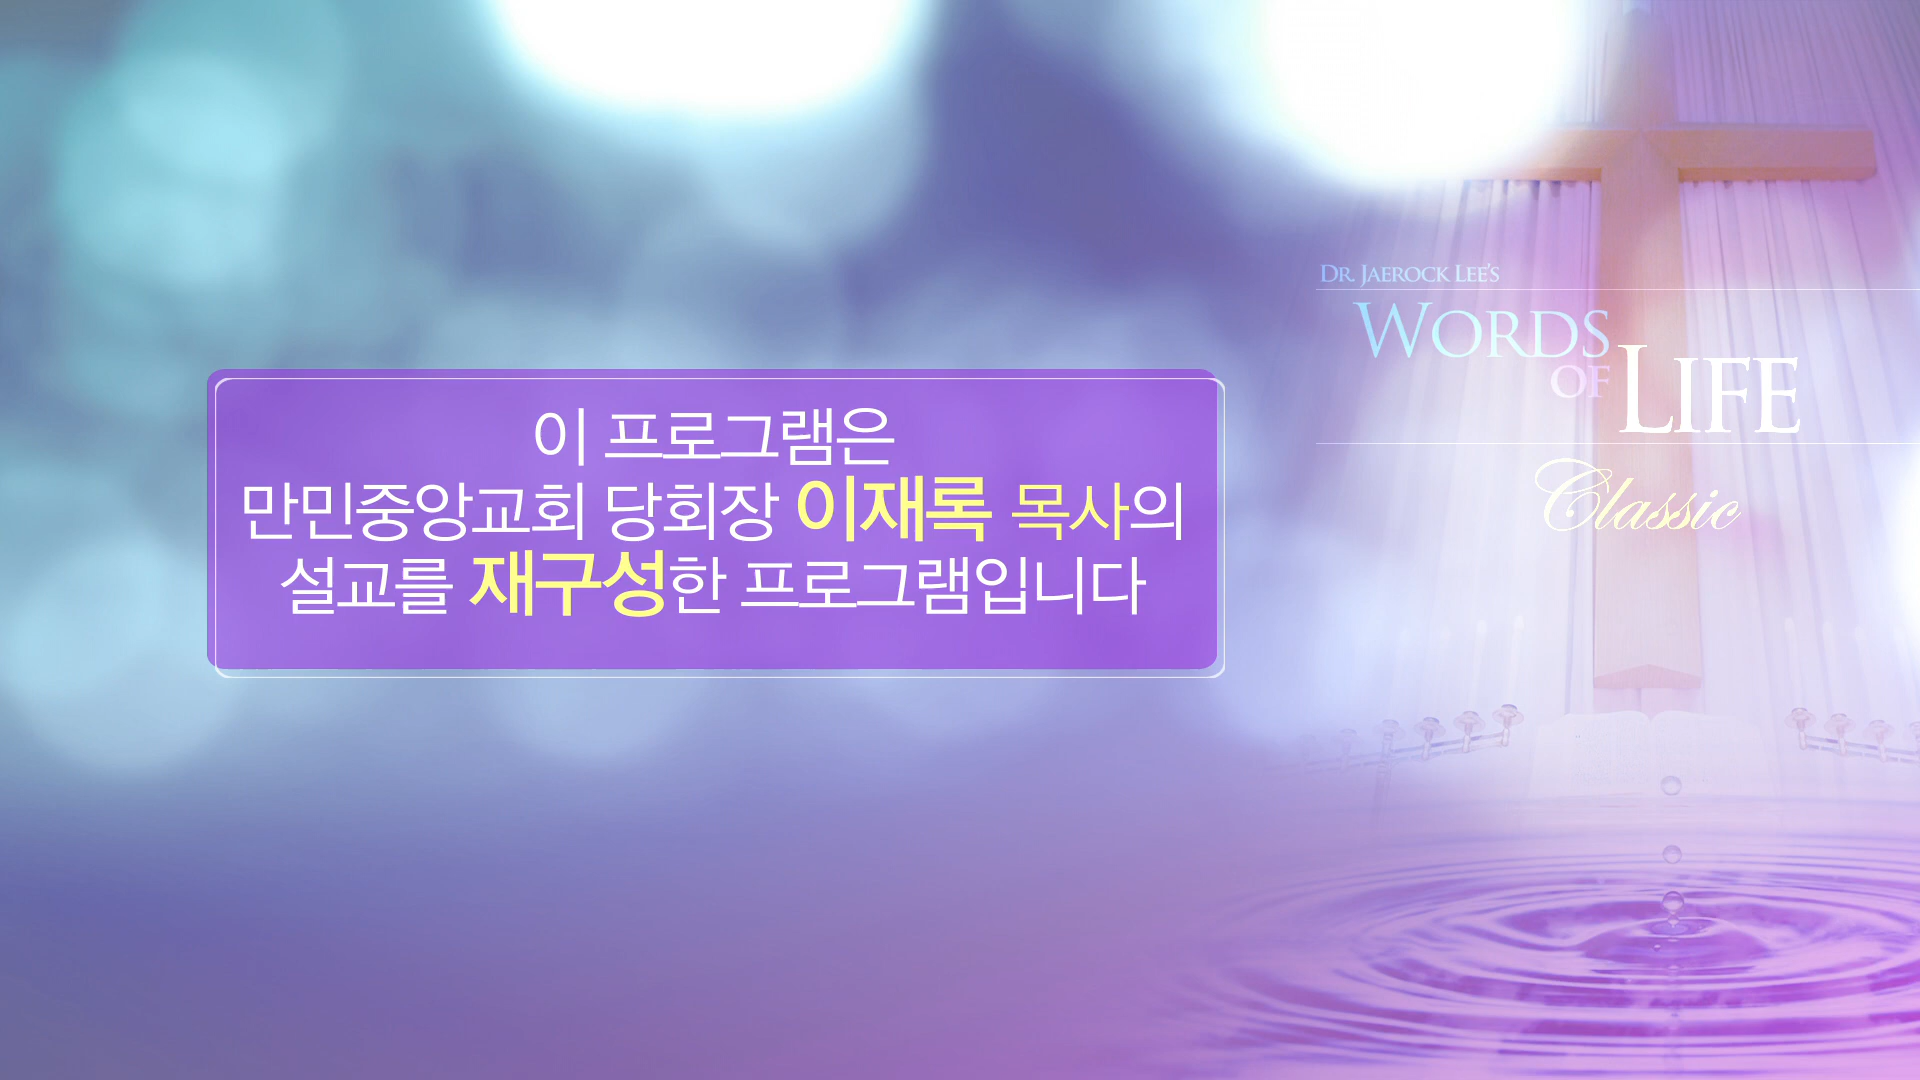 이 프로그램은
만민중앙교회 당회장 이재록 목사의
설교를 재구성한 프로그램입니다
DR. JAEROCK LEE'S
WORDS
OF LIFE
Classic